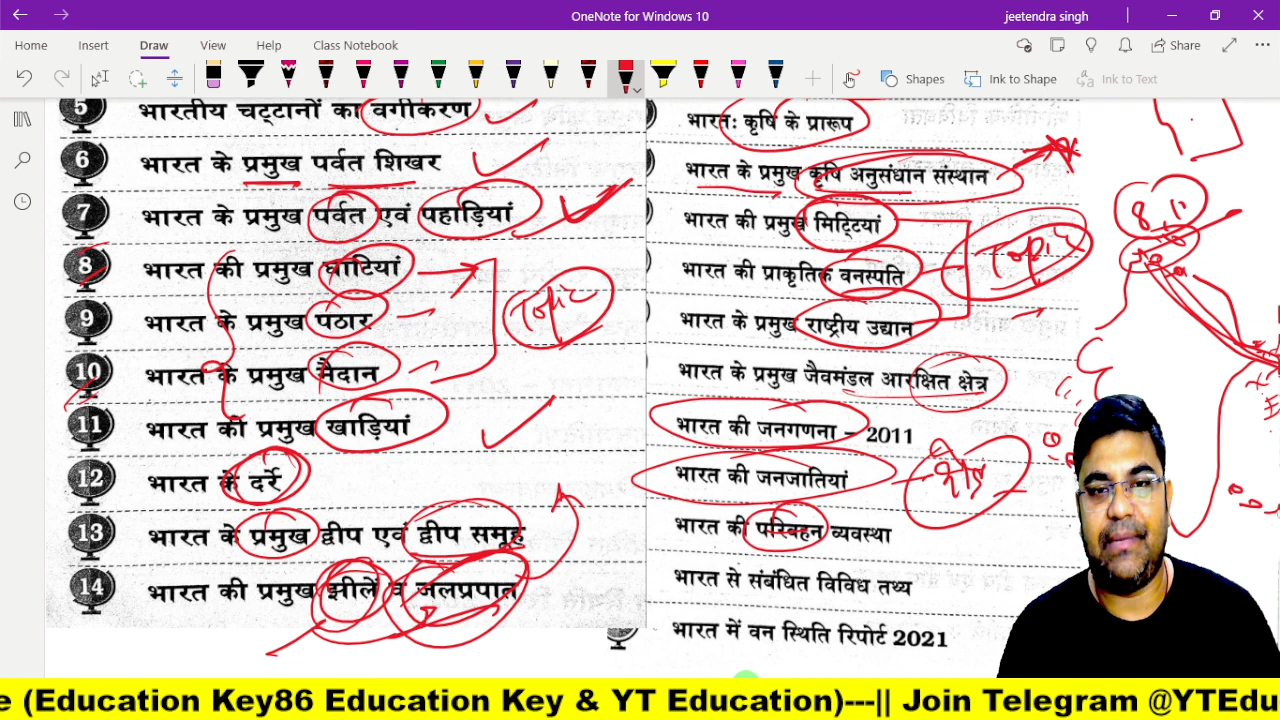 OneNote for Windows 10
jeetendra singh
Home Insert Draw View Help Class Notebook
Share
Shapes Ink to Shape Ink to Text
5 भारतीय चट्टानों का वर्गीकरण
6 भारत के प्रमुख पर्वत शिखर
7 भारत के प्रमुख पर्वत एवं पहाड़ियां
8 भारत की प्रमुख घाटियां
9 भारत के प्रमुख पठार
10 भारत के प्रमुख मैदान
11 भारत की प्रमुख खाड़ियां
12 भारत के दर्रे
13 भारत के प्रमुख द्वीप एवं द्वीप समूह
14 भारत की प्रमुख झीलें व जलप्रपात
Topic
भारत: कृषि के प्रारूप
भारत के प्रमुख कृषि अनुसंधान संस्थान
भारत की प्रमुख मिट्टियां
भारत की प्राकृतिक वनस्पति
भारत के प्रमुख राष्ट्रीय उद्यान
भारत के प्रमुख जैवमंडल आरक्षित क्षेत्र
भारत की जनगणना – 2011
भारत की जनजातियां
भारत की परिवहन व्यवस्था
भारत से संबंधित विविध तथ्य
भारत में वन स्थिति रिपोर्ट 2021
Topic
e (Education Key86 Education Key & YT Education)---|| Join Telegram @YTEdu